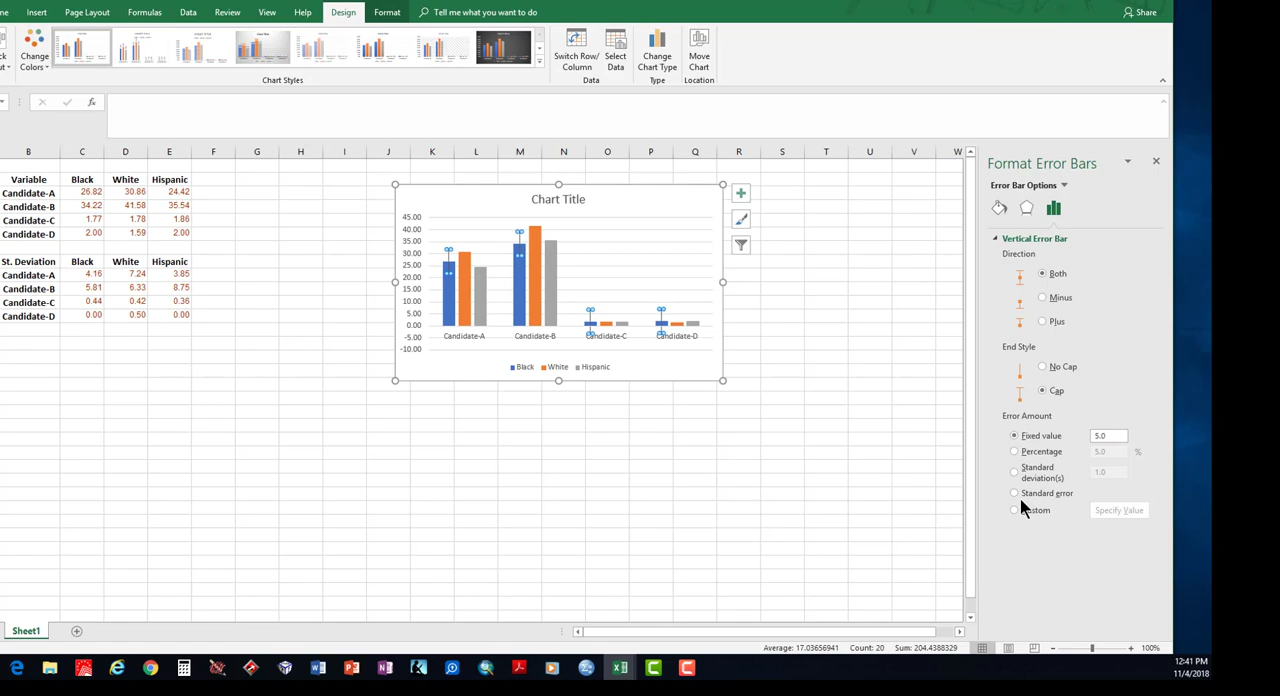 Insert Page Layout Formulas Data Review View Help Design Format Tell me what you want to do Share
Change Colors
Switch Row/ Column
Select Data
Change Chart Type
Move Chart
Chart Styles Data Type Location
fx
B C D E F G H I J K L M N O P Q R S T U V W
Variable Black White Hispanic
Candidate-A 26.82 30.86 24.42
Candidate-B 34.22 41.58 35.54
Candidate-C 1.77 1.78 1.86
Candidate-D 2.00 1.59 2.00
St. Deviation Black White Hispanic
Candidate-A 4.16 7.24 3.85
Candidate-B 5.81 6.33 8.75
Candidate-C 0.44 0.42 0.36
Candidate-D 0.00 0.50 0.00
Chart Title
45.00
40.00
35.00
30.00
25.00
20.00
15.00
10.00
5.00
0.00
-5.00
-10.00
Candidate-A Candidate-B Candidate-C Candidate-D
Black White Hispanic
Format Error Bars
Error Bar Options
Vertical Error Bar
Direction
Both
Minus
Plus
End Style
No Cap
Cap
Error Amount
Fixed value 5.0
Percentage 5.0 %
Standard deviation(s) 1.0
Standard error
Specify Value
Sheet1
Average: 17.03656941 Count: 20 Sum: 204.4388329 100%
12:41 PM
11/4/2018